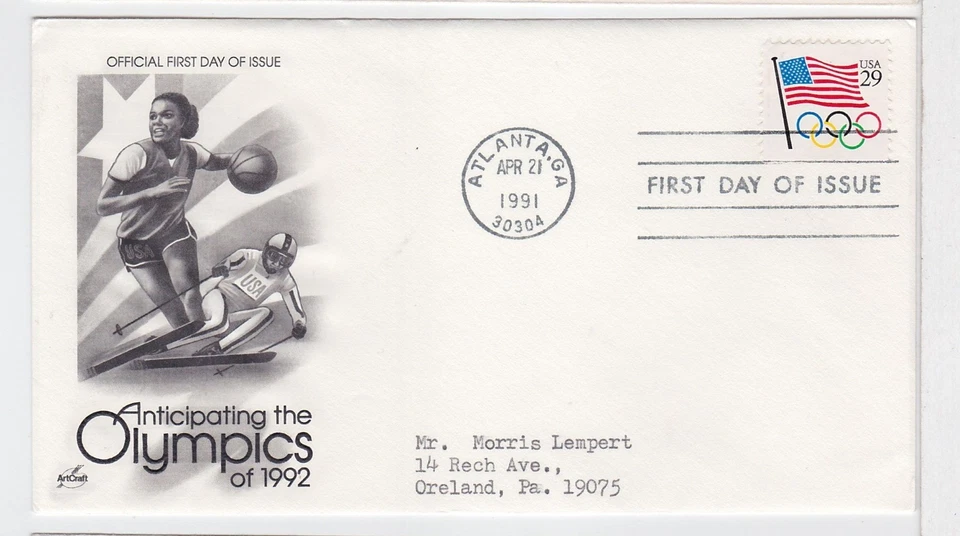 OFFICIAL FIRST DAY OF ISSUE
USA
29
ATLANTA, GA
APR 21
1991
30304
FIRST DAY OF ISSUE
USA
USA
Anticipating the
Olympics
of 1992
ArtCraft
Mr. Morris Lempert
14 Rech Ave.,
Oreland, Pa. 19075